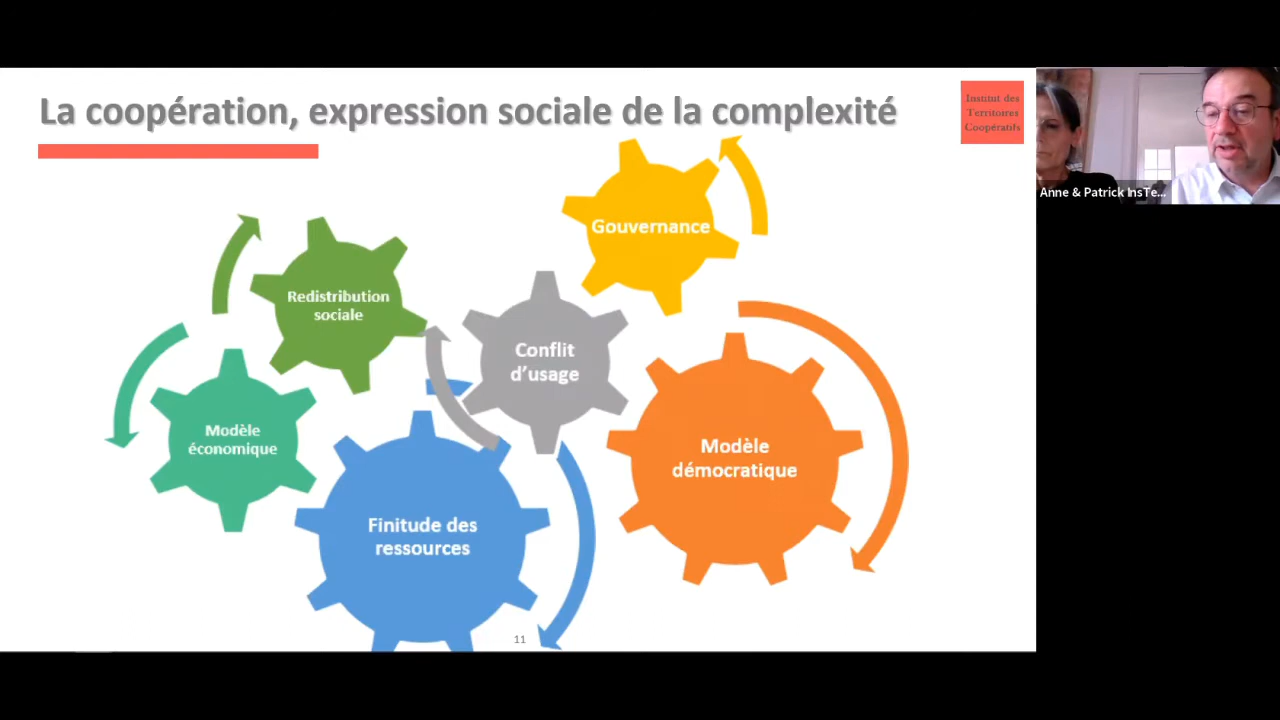 La coopération, expression sociale de la complexité
Institut des
Territoires
Coopératifs
Anne & Patrick InsTe...
Gouvernance
Redistribution
sociale
Conflit
d'usage
Modèle
économique
Modèle
démocratique
Finitude des
ressources
11